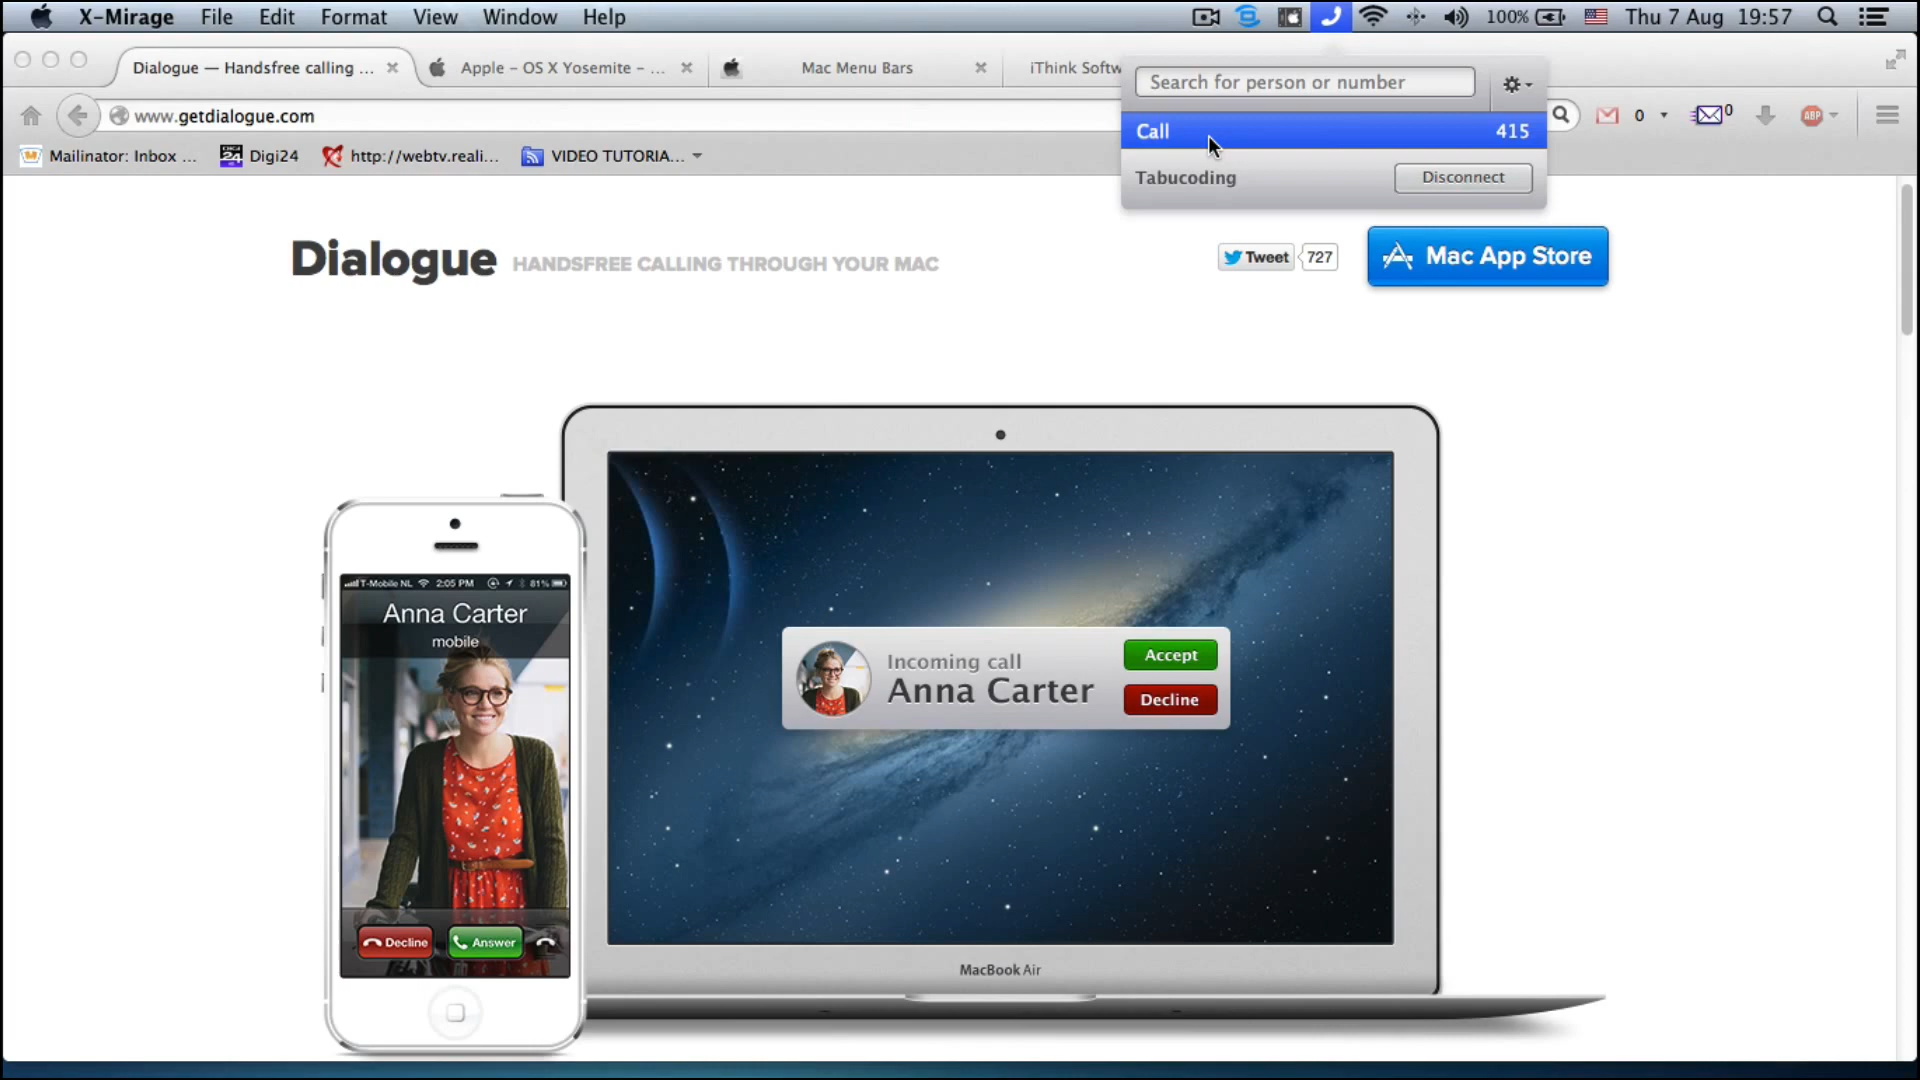 X-Mirage File Edit Format View Window Help 100% Thu 7 Aug 19:57
Dialogue — Handsfree calling ... Apple – OS X Yosemite – ... Mac Menu Bars iThink Softw
Search for person or number
www.getdialogue.com ABP 0 0
Call 415
Mailinator: Inbox ... DIGI 24 Digi24 http://webtv.reali... VIDEO TUTORIA...
Tabucoding Disconnect
Dialogue HANDSFREE CALLING THROUGH YOUR MAC Tweet 727 Mac App Store
T-Mobile NL 2:05 PM 81%
Anna Carter
mobile
Incoming call
Anna Carter
Accept
Decline
Decline Answer
MacBook Air